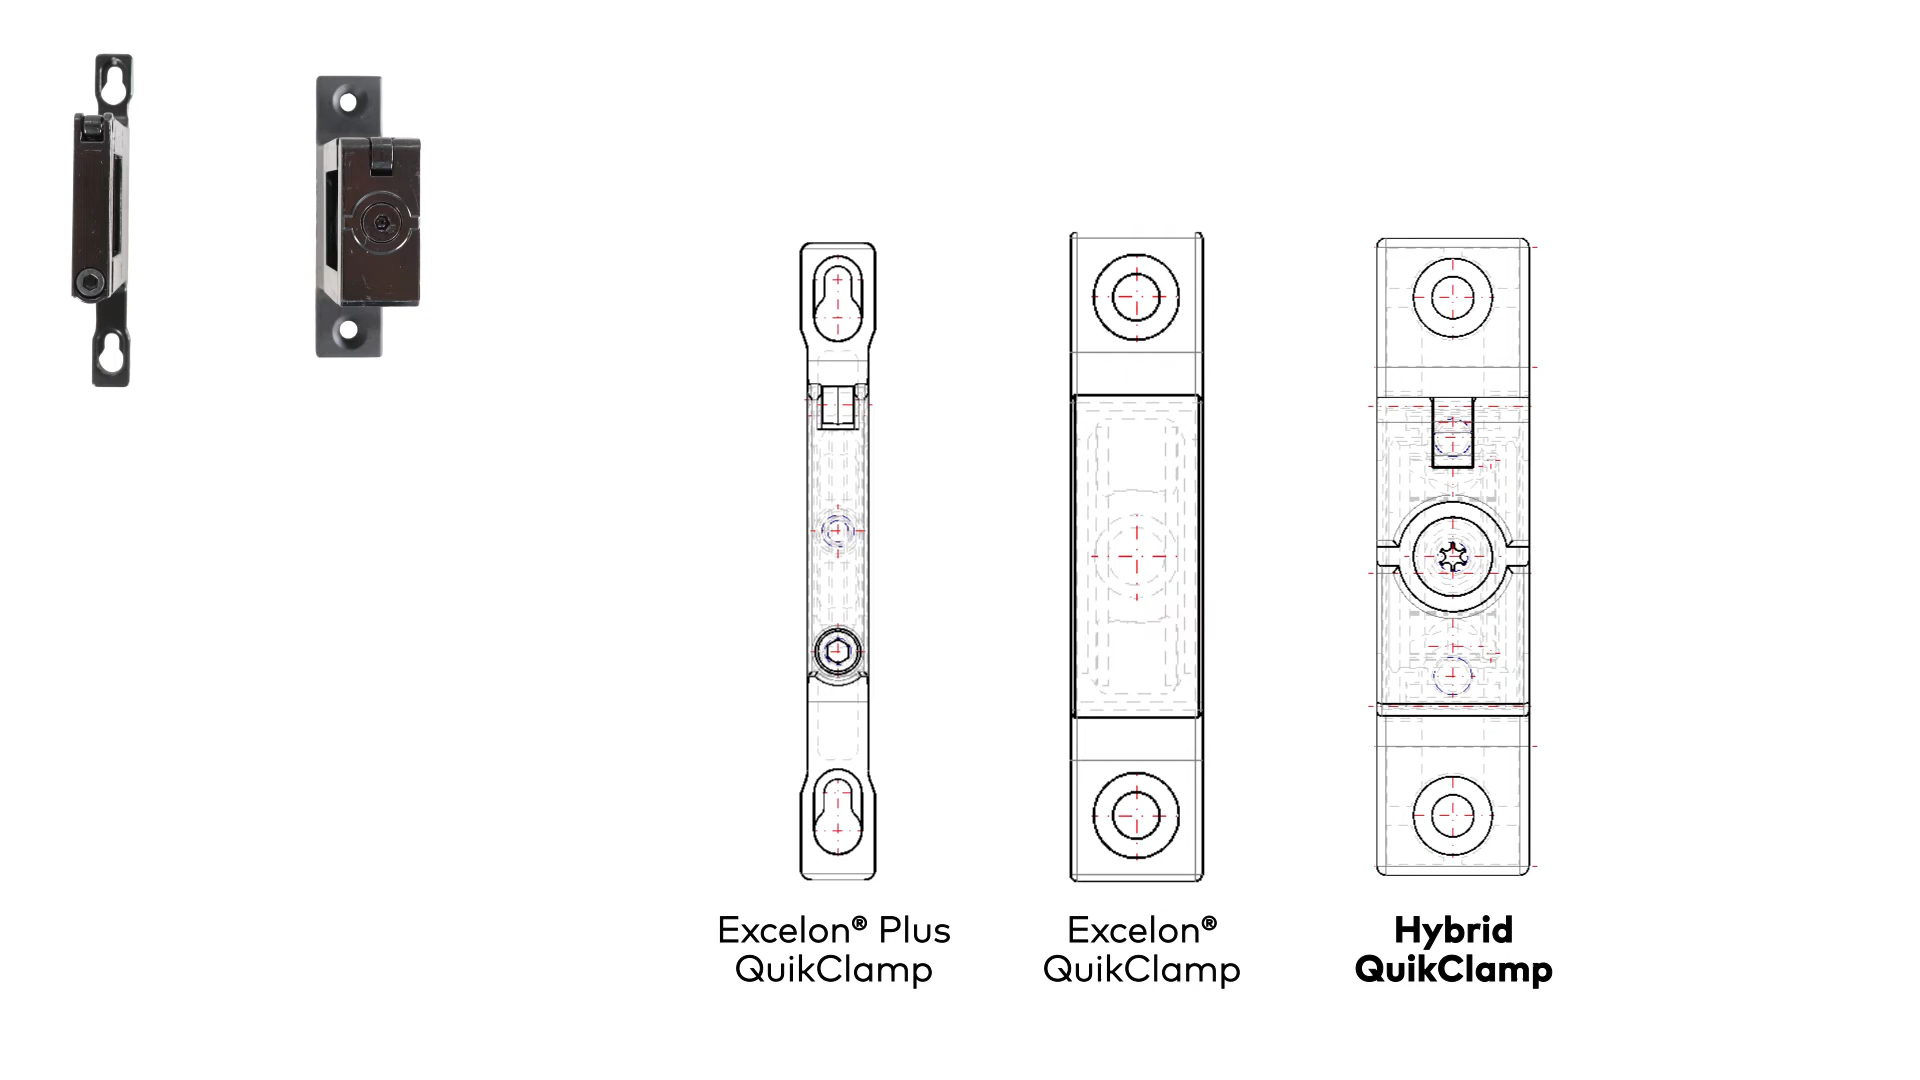 Excelon® Plus
QuikClamp
Excelon®
QuikClamp
Hybrid
QuikClamp